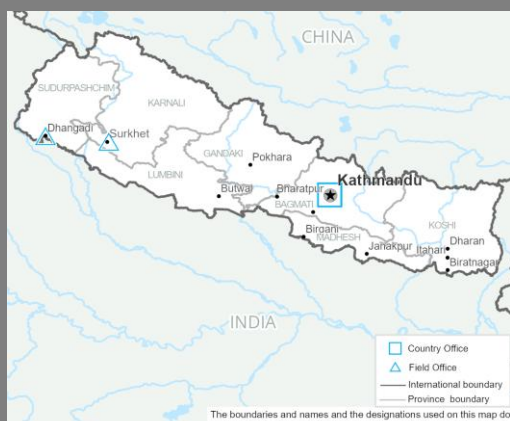 CHINA
SUDURPASHCHIM
KARNALI
Dhangadi
Surkhet
GANDAKI
Pokhara
LUMBINI
Kathmandu
Butwal
Bharatpur
BAGMATI
KOSHI
Birganj
MADHESH
Janakpur
Itahari
Dharan
Biratnagar
INDIA
Country Office
Field Office
International boundary
Province boundary
The boundaries and names and the designations used on this map do